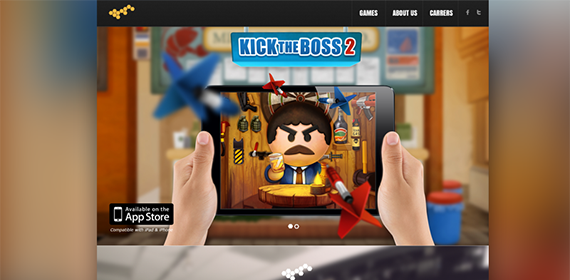 GAMES ABOUT US CARRERS
KICK THE BOSS 2
Available on the
App Store
Compatible with iPad & iPhone